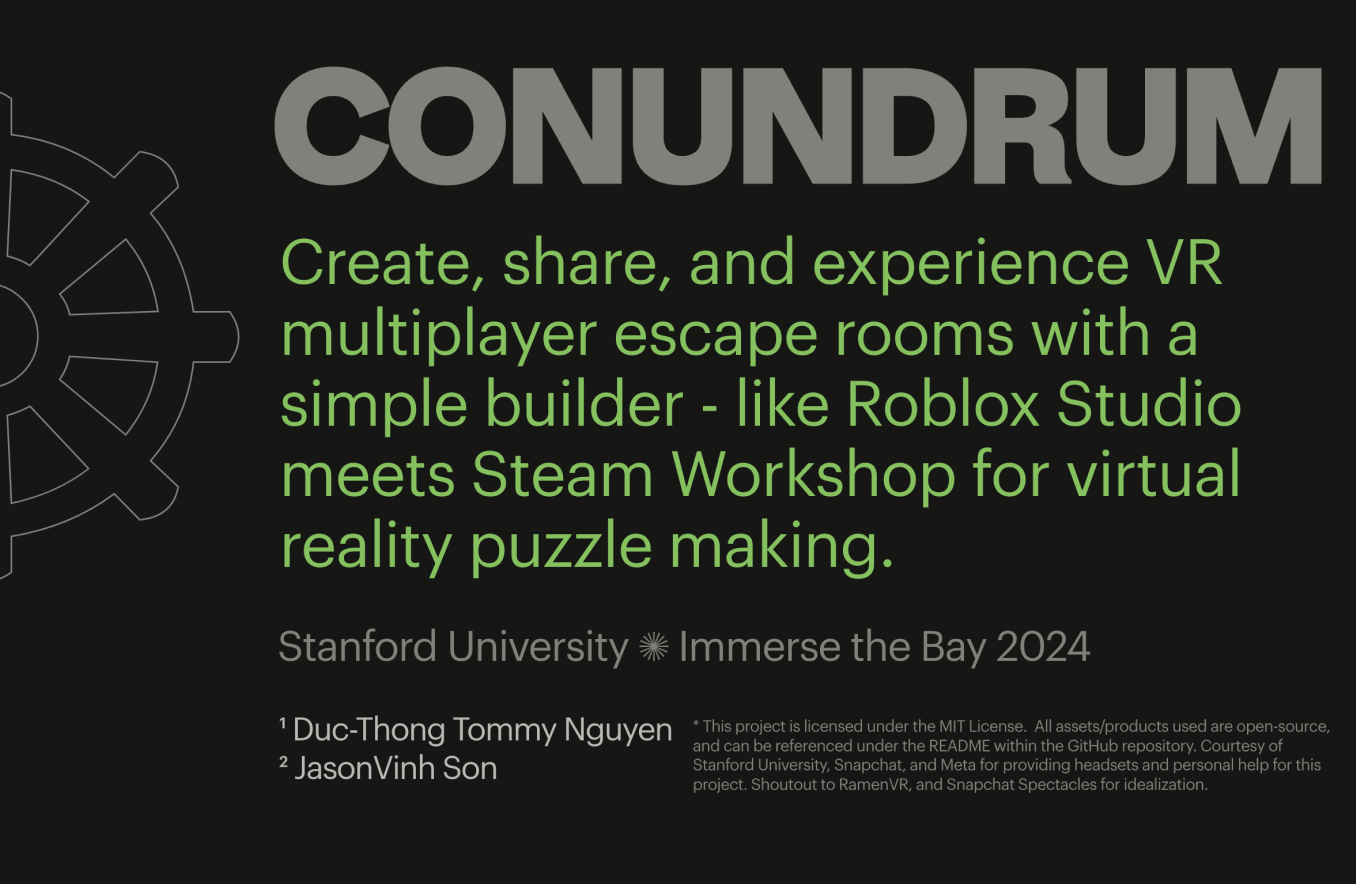 CONUNDRUM
Create, share, and experience VR
multiplayer escape rooms with a
simple builder - like Roblox Studio
meets Steam Workshop for virtual
reality puzzle making.
Stanford University ✺ Immerse the Bay 2024
¹ Duc-Thong Tommy Nguyen
² JasonVinh Son
* This project is licensed under the MIT License.  All assets/products used are open-source,
and can be referenced under the README within the GitHub repository. Courtesy of
Stanford University, Snapchat, and Meta for providing headsets and personal help for this
project. Shoutout to RamenVR, and Snapchat Spectacles for idealization.